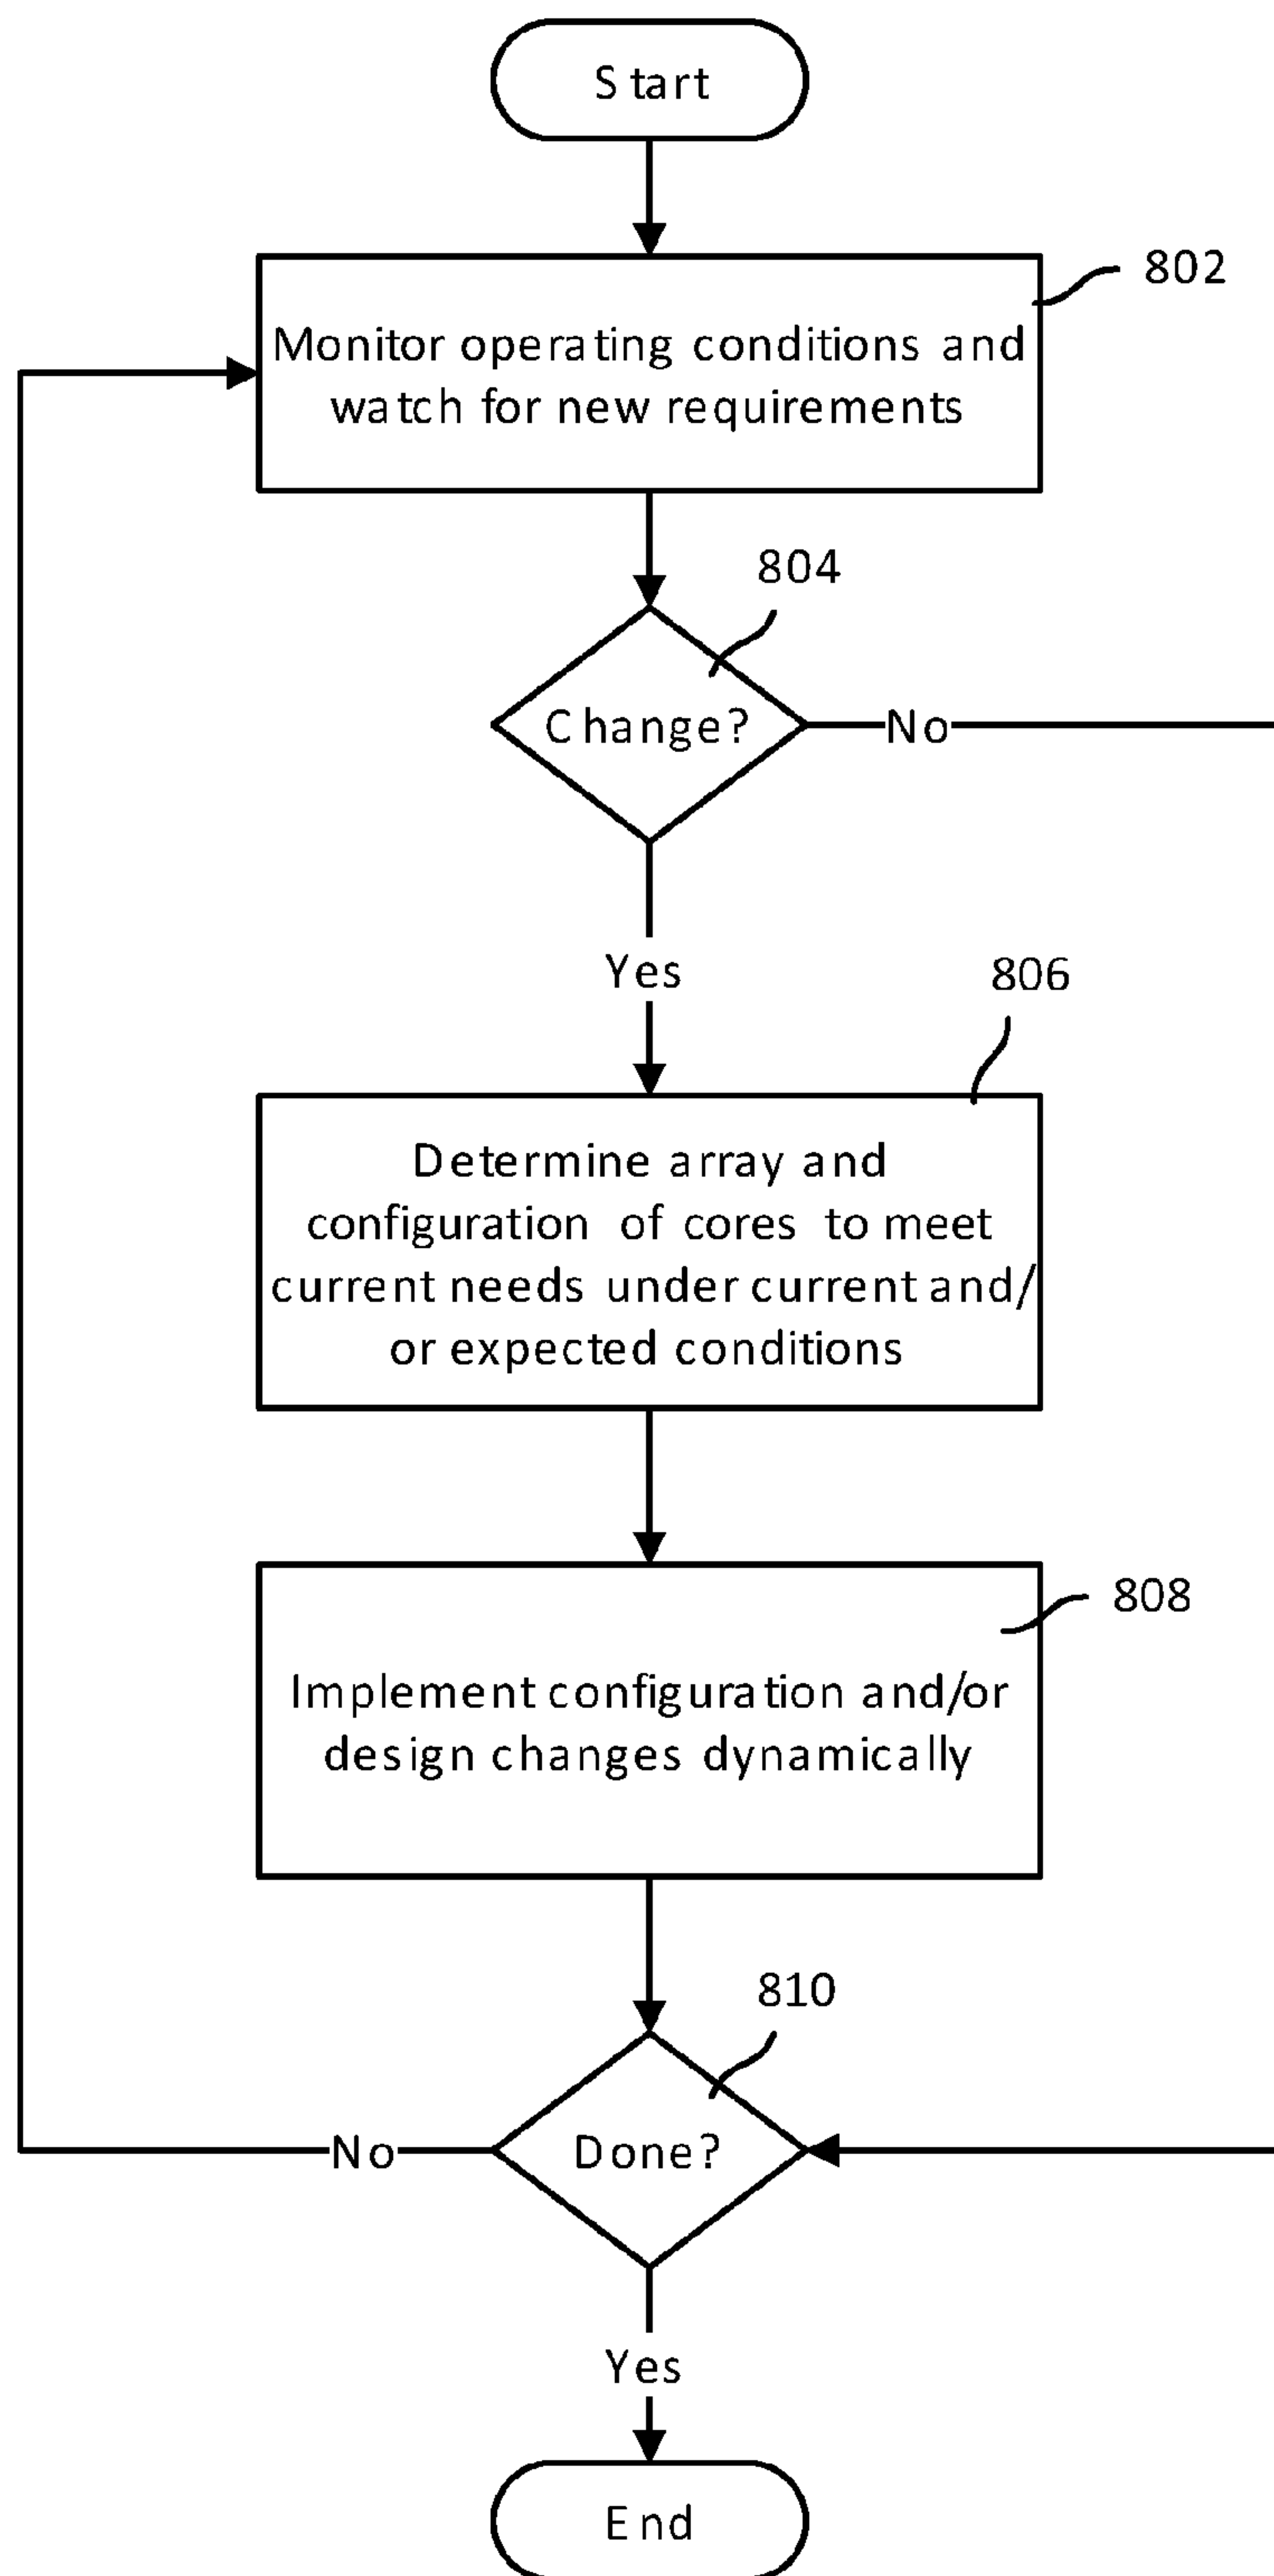 Start
802
Monitor operating conditions and
watch for new requirements
804
Change?
No
Yes
806
Determine array and
configuration of cores to meet
current needs under current and/
or expected conditions
808
Implement configuration and/or
design changes dynamically
810
Done?
No
Yes
End